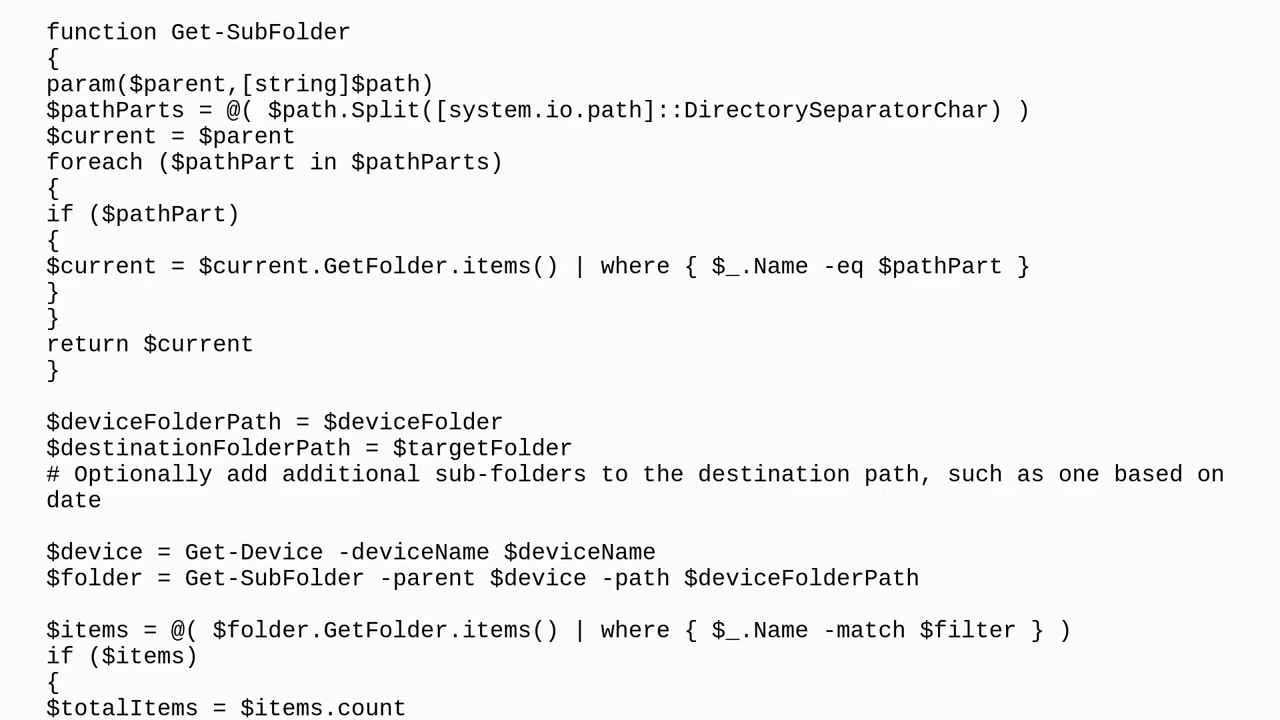 function Get-SubFolder
{
param($parent,[string]$path)
$pathParts = @( $path.Split([system.io.path]::DirectorySeparatorChar) )
$current = $parent
foreach ($pathPart in $pathParts)
{
if ($pathPart)
{
$current = $current.GetFolder.items() | where { $_.Name -eq $pathPart }
}
}
return $current
}

$deviceFolderPath = $deviceFolder
$destinationFolderPath = $targetFolder
# Optionally add additional sub-folders to the destination path, such as one based on
date

$device = Get-Device -deviceName $deviceName
$folder = Get-SubFolder -parent $device -path $deviceFolderPath

$items = @( $folder.GetFolder.items() | where { $_.Name -match $filter } )
if ($items)
{
$totalItems = $items.count